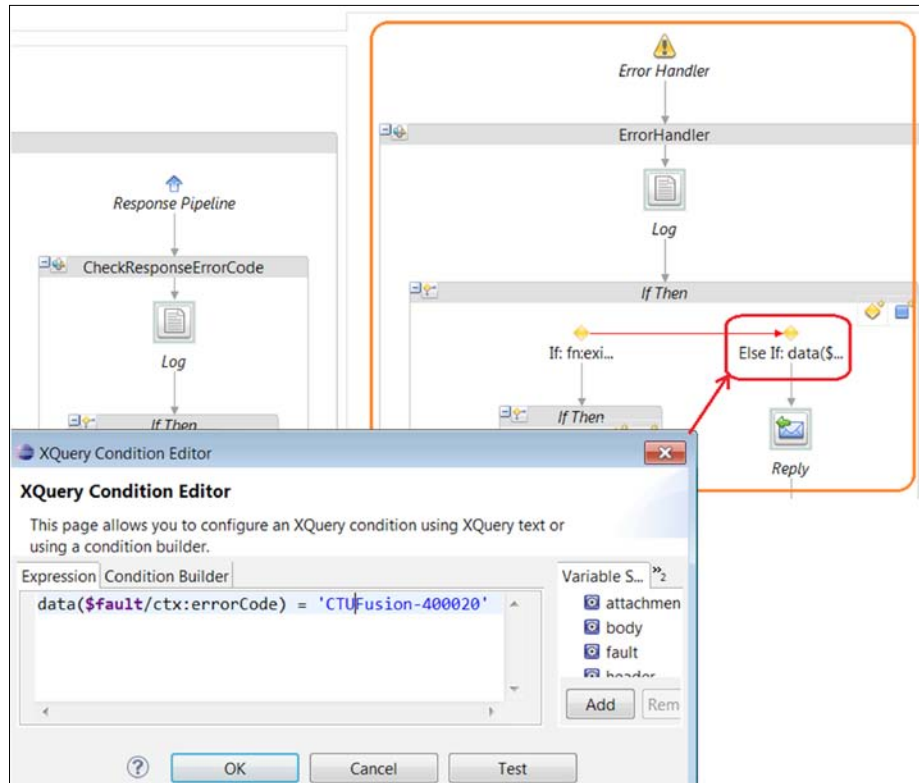 Error Handler
ErrorHandler
Log
If Then
If: fn:exi...
Else If: data($...
If Then
Reply
Response Pipeline
CheckResponseErrorCode
Log
If Then
XQuery Condition Editor
XQuery Condition Editor
This page allows you to configure an XQuery condition using XQuery text or
using a condition builder.
Expression
Condition Builder
data($fault/ctx:errorCode) = 'CTUFusion-400020'
Variable S...
»2
attachmen
body
fault
header
Add
Rem
?
OK
Cancel
Test